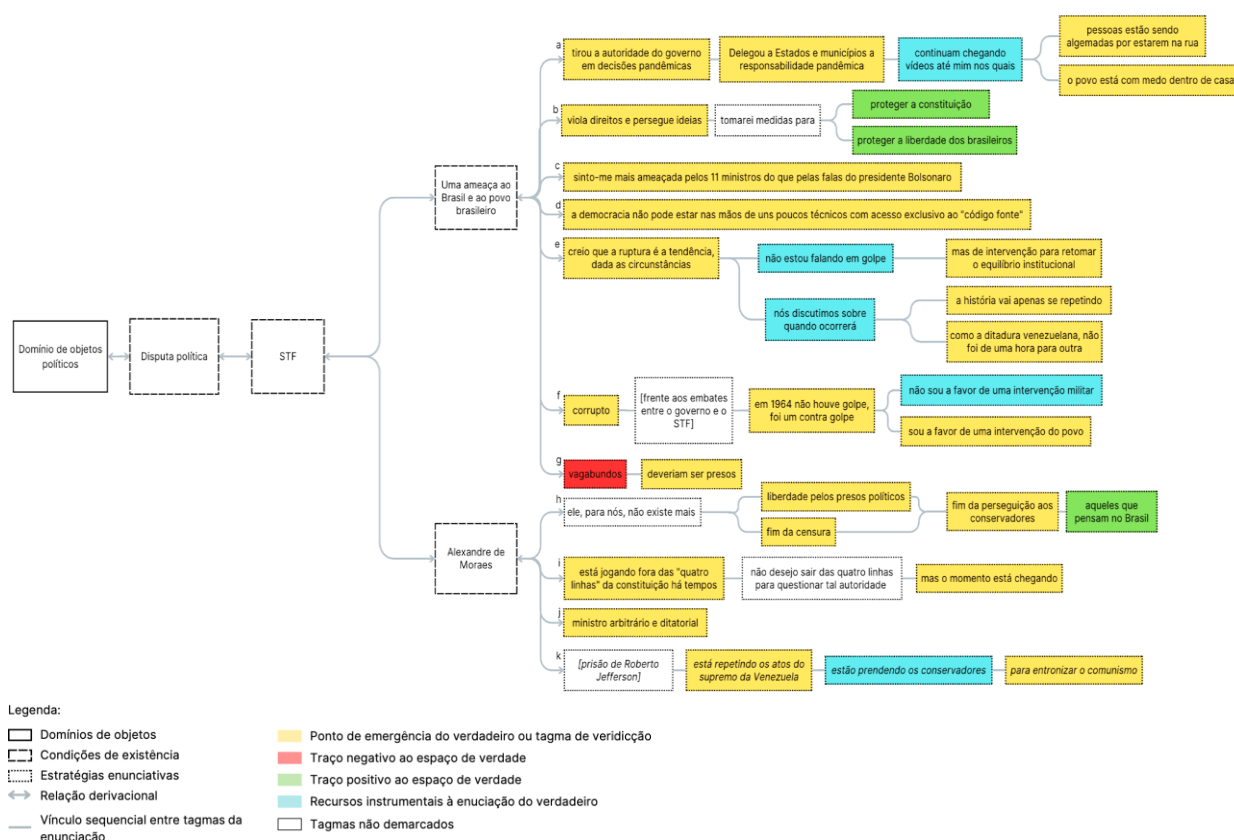 a
tirou a autoridade do governo
em decisões pandêmicas
Delegou a Estados e municípios a
responsabilidade pandêmica
continuam chegando
vídeos até mim nos quais
pessoas estão sendo
algemadas por estarem na rua
o povo está com medo dentro de casa
b
viola direitos e persegue ideias
tomarei medidas para
proteger a constituição
proteger a liberdade dos brasileiros
Uma ameaça ao
Brasil e ao povo
brasileiro
c
sinto-me mais ameaçada pelos 11 ministros do que pelas falas do presidente Bolsonaro
d
a democracia não pode estar nas mãos de uns poucos técnicos com acesso exclusivo ao "código fonte"
e
creio que a ruptura é a tendência,
dada as circunstâncias
não estou falando em golpe
mas de intervenção para retomar
o equilíbrio institucional
nós discutimos sobre
quando ocorrerá
a história vai apenas se repetindo
como a ditadura venezuelana, não
foi de uma hora para outra
Domínio de objetos
políticos
Disputa política
STF
f
corrupto
[frente aos embates
entre o governo e o
STF]
em 1964 não houve golpe,
foi um contra golpe
não sou a favor de uma intervenção militar
sou a favor de uma intervenção do povo
g
vagabundos
deveriam ser presos
Alexandre de
Moraes
h
ele, para nós, não existe mais
liberdade pelos presos políticos
fim da censura
fim da perseguição aos
conservadores
aqueles que
pensam no Brasil
i
está jogando fora das "quatro
linhas" da constituição há tempos
não desejo sair das quatro linhas
para questionar tal autoridade
mas o momento está chegando
j
ministro arbitrário e ditatorial
k
[prisão de Roberto
Jefferson]
está repetindo os atos do
supremo da Venezuela
estão prendendo os conservadores
para entronizar o comunismo
Legenda:
Domínios de objetos
Condições de existência
Estratégias enunciativas
Relação derivacional
Vínculo sequencial entre tagmas da
enunciação
Ponto de emergência do verdadeiro ou tagma de veridicção
Traço negativo ao espaço de verdade
Traço positivo ao espaço de verdade
Recursos instrumentais à enuciação do verdadeiro
Tagmas não demarcados